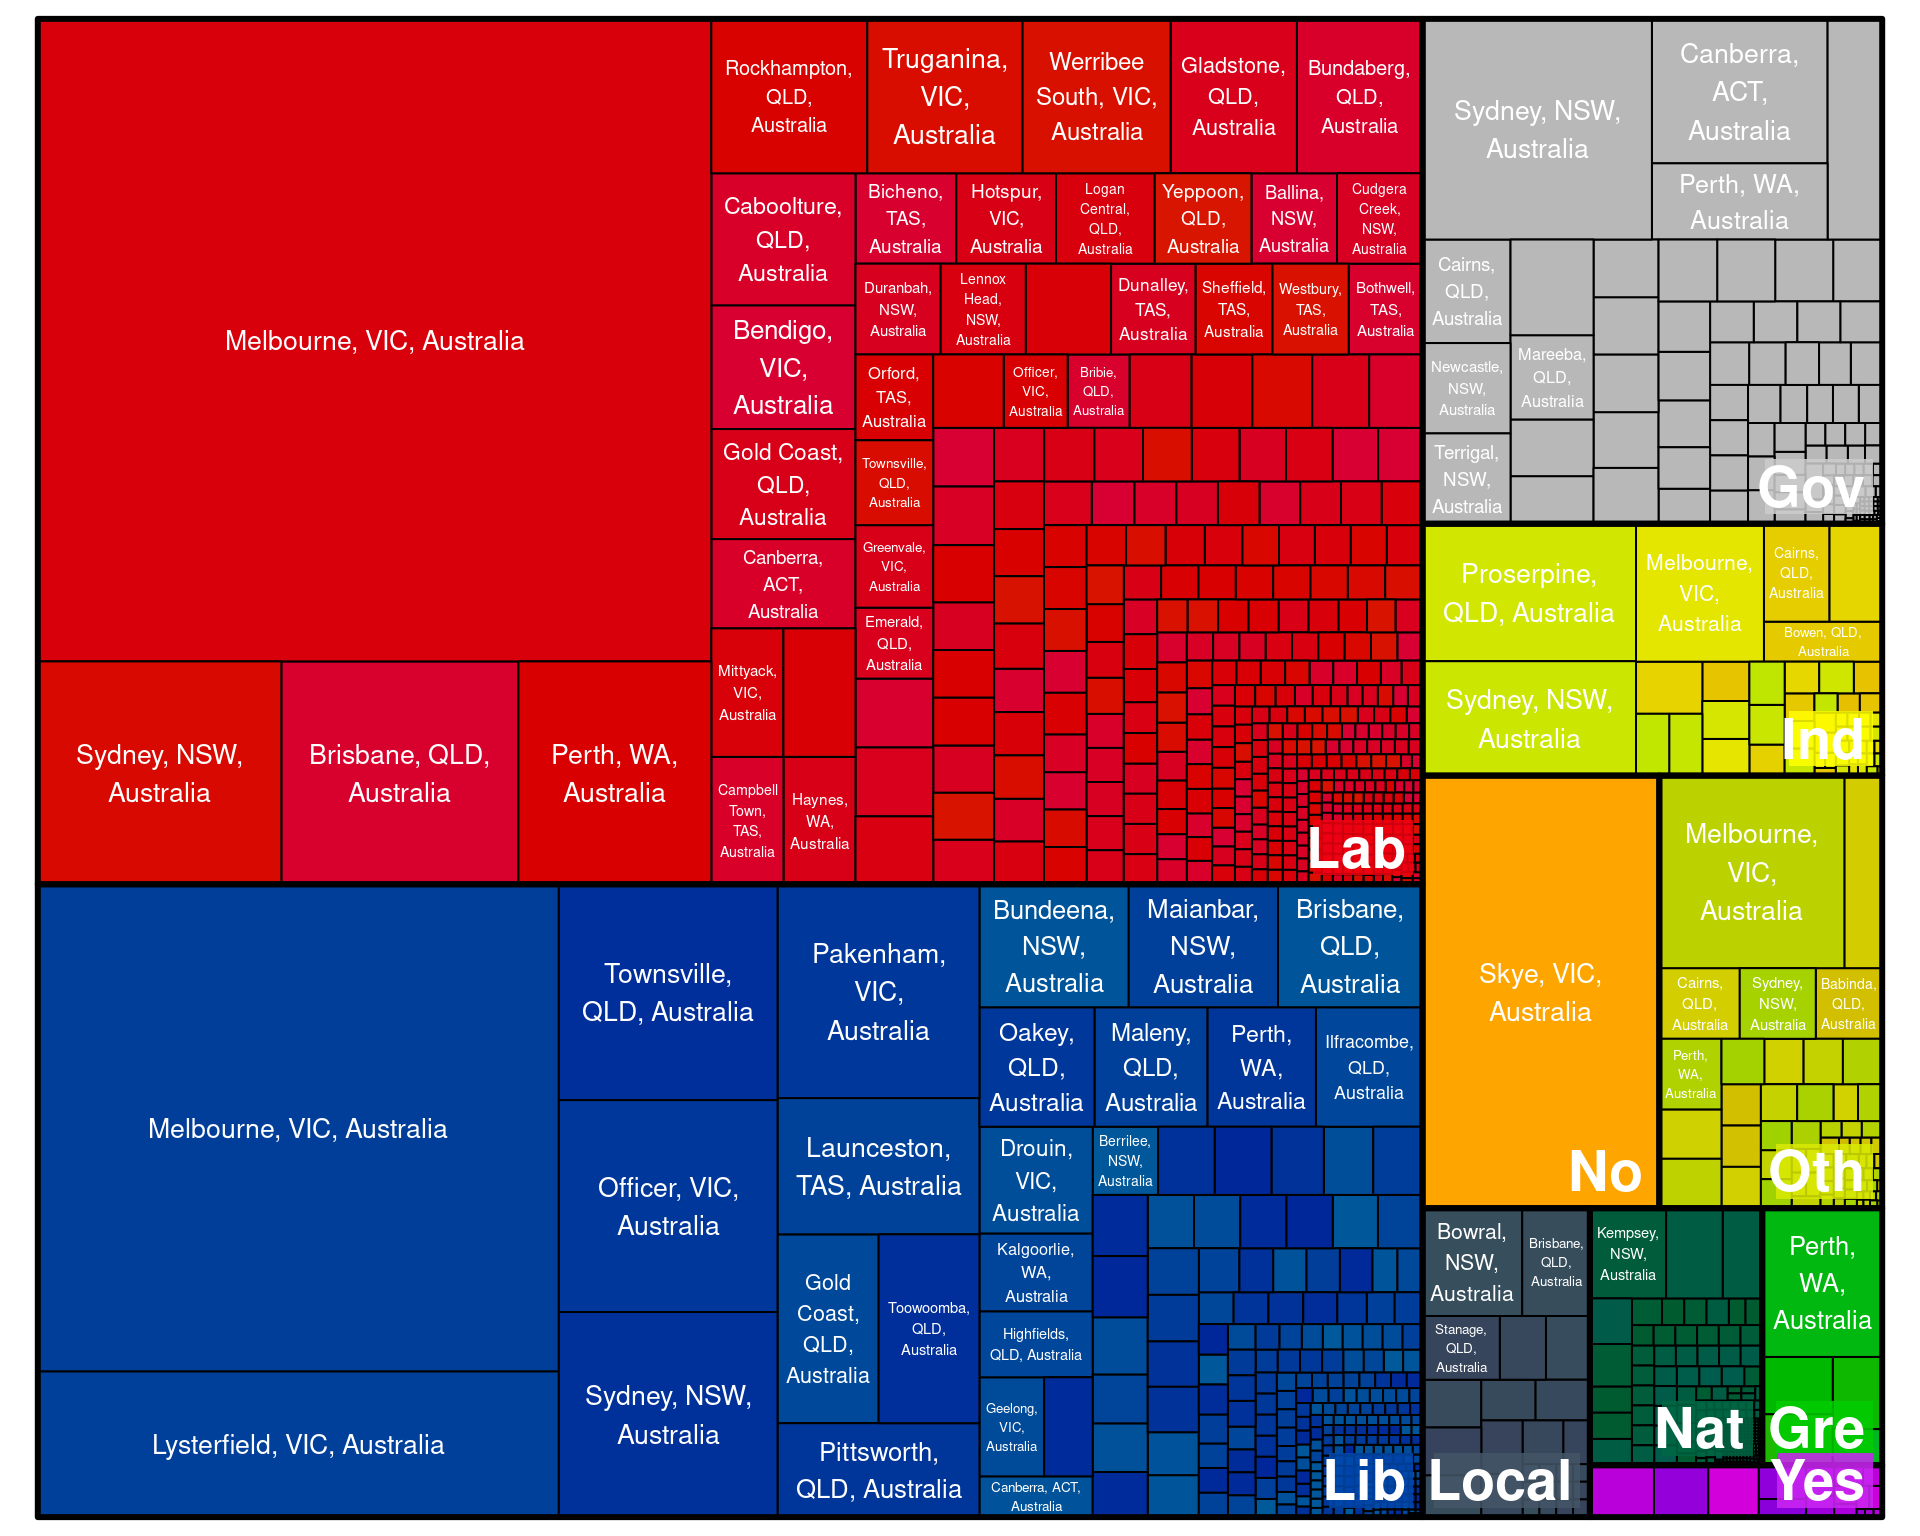 Melbourne, VIC, Australia
Sydney, NSW,
Australia
Brisbane, QLD,
Australia
Perth, WA,
Australia
Rockhampton,
QLD,
Australia
Truganina,
VIC,
Australia
Werribee
South, VIC,
Australia
Gladstone,
QLD,
Australia
Bundaberg,
QLD,
Australia
Caboolture,
QLD,
Australia
Bendigo,
VIC,
Australia
Gold Coast,
QLD,
Australia
Canberra,
ACT,
Australia
Mittyack,
VIC,
Australia
Campbell
Town,
TAS,
Australia
Haynes,
WA,
Australia
Bicheno,
TAS,
Australia
Hotspur,
VIC,
Australia
Logan
Central,
QLD,
Australia
Yeppoon,
QLD,
Australia
Ballina,
NSW,
Australia
Cudgera
Creek,
NSW,
Australia
Duranbah,
NSW,
Australia
Lennox
Head,
NSW,
Australia
Dunalley,
TAS,
Australia
Sheffield,
TAS,
Australia
Westbury,
TAS,
Australia
Bothwell,
TAS,
Australia
Orford,
TAS,
Australia
Officer,
VIC,
Australia
Bribie,
QLD,
Australia
Townsville,
QLD,
Australia
Greenvale,
VIC,
Australia
Emerald,
QLD,
Australia
Lab
Melbourne, VIC, Australia
Lysterfield, VIC, Australia
Townsville,
QLD, Australia
Officer, VIC,
Australia
Sydney, NSW,
Australia
Pakenham,
VIC,
Australia
Launceston,
TAS, Australia
Gold
Coast,
QLD,
Australia
Toowoomba,
QLD,
Australia
Pittsworth,
QLD, Australia
Bundeena,
NSW,
Australia
Maianbar,
NSW,
Australia
Brisbane,
QLD,
Australia
Oakey,
QLD,
Australia
Maleny,
QLD,
Australia
Perth,
WA,
Australia
Ilfracombe,
QLD,
Australia
Drouin,
VIC,
Australia
Berrilee,
NSW,
Australia
Kalgoorlie,
WA,
Australia
Highfields,
QLD, Australia
Geelong,
VIC,
Australia
Canberra, ACT,
Australia
Lib
Sydney, NSW,
Australia
Canberra,
ACT,
Australia
Perth, WA,
Australia
Cairns,
QLD,
Australia
Newcastle,
NSW,
Australia
Mareeba,
QLD,
Australia
Terrigal,
NSW,
Australia
Gov
Proserpine,
QLD, Australia
Sydney, NSW,
Australia
Melbourne,
VIC,
Australia
Cairns,
QLD,
Australia
Bowen, QLD,
Australia
Ind
Skye, VIC,
Australia
No
Melbourne,
VIC,
Australia
Cairns,
QLD,
Australia
Sydney,
NSW,
Australia
Babinda,
QLD,
Australia
Perth,
WA,
Australia
Oth
Bowral,
NSW,
Australia
Brisbane,
QLD,
Australia
Stanage,
QLD,
Australia
Local
Kempsey,
NSW,
Australia
Nat
Perth,
WA,
Australia
Gre
Yes